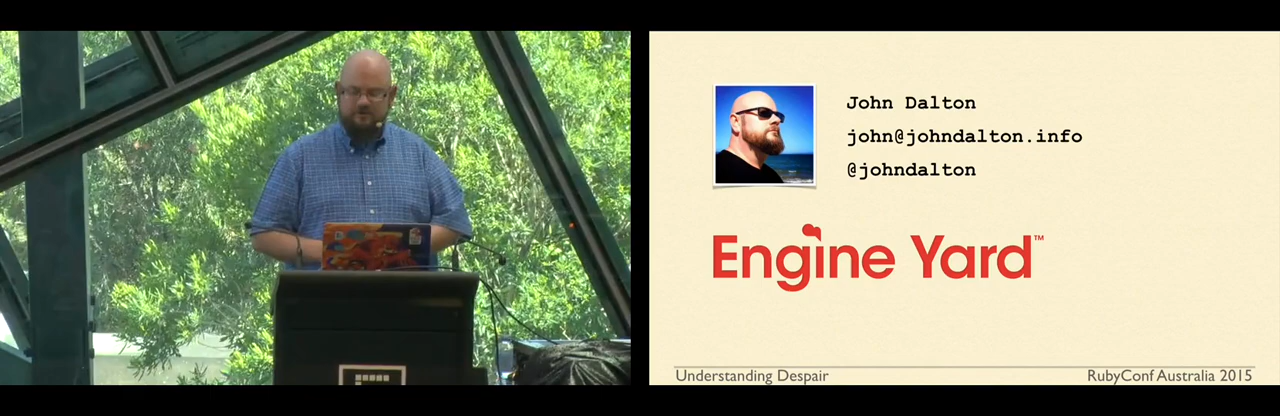 John Dalton
john@johndalton.info
@johndalton
Engine Yard™
Understanding Despair
RubyConf Australia 2015